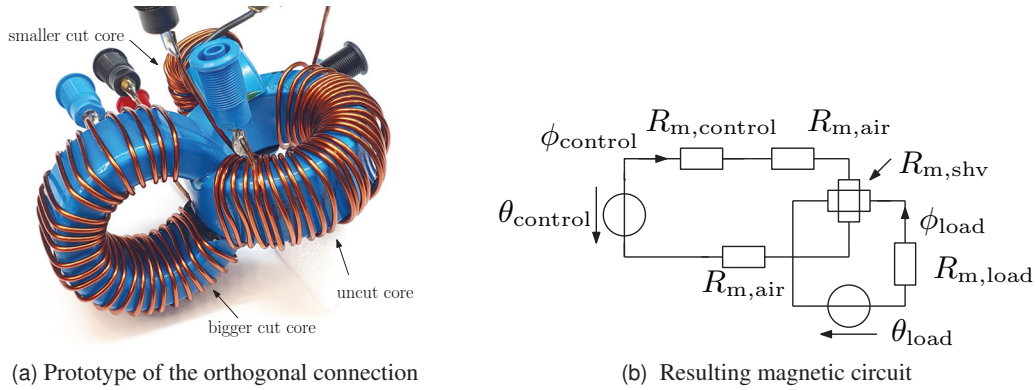 smaller cut core
uncut core
bigger cut core
(a) Prototype of the orthogonal connection
ϕcontrol
Rm,control
Rm,air
Rm,shv
θcontrol
ϕload
Rm,load
Rm,air
θload
(b) Resulting magnetic circuit